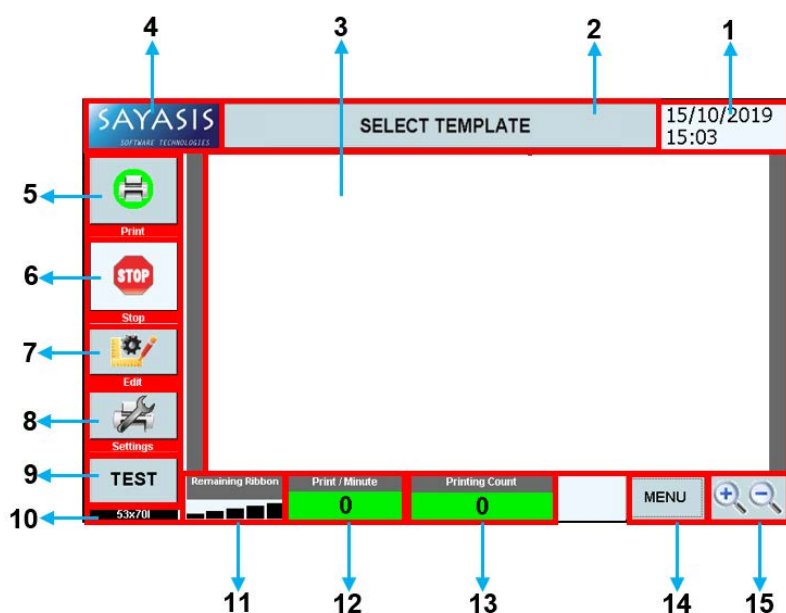 4
3
2
1
SAYASIS
SOFTWARE TECHNOLOGIES
SELECT TEMPLATE
15/10/2019
15:03
5
Print
6
STOP
Stop
7
Edit
8
Settings
9
TEST
10
53x70I
Remaining Ribbon
Print / Minute
0
Printing Count
0
MENU
11
12
13
14
15